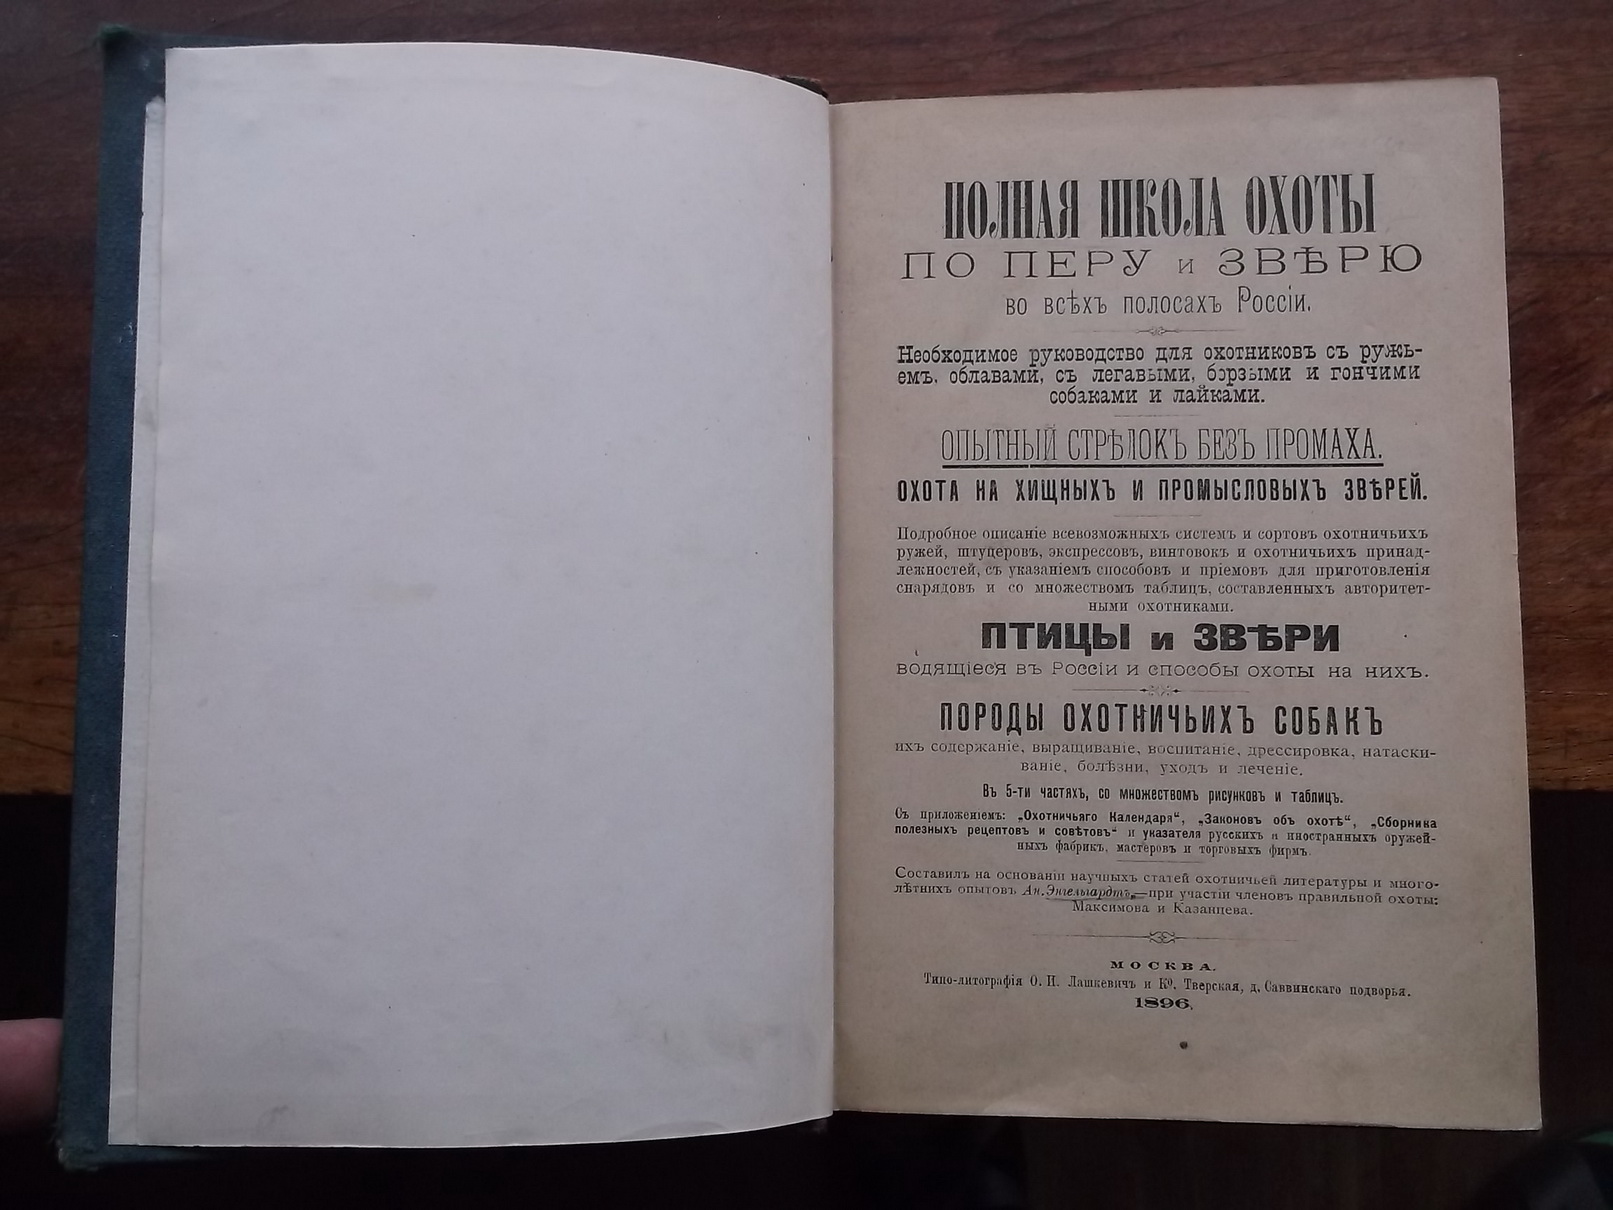 ПОЛНАЯ ШКОЛА ОХОТЫ
ПО ПЕРУ и ЗВѢРЮ
во всѣхъ полосахъ Россіи.
Необходимое руководство для охотниковъ съ ружь-
емъ, облавами, съ легавыми, борзыми и гончими
собаками и лайками.
ОПЫТНЫЙ СТРѢЛОКЪ БЕЗЪ ПРОМАХА.
ОХОТА НА ХИЩНЫХЪ И ПРОМЫСЛОВЫХЪ ЗВѢРЕЙ.
Подробное описаніе всевозможныхъ системъ и сортовъ охотничьихъ
ружей, штуцеровъ, экспрессовъ, винтовокъ и охотничьихъ принад-
лежностей, съ указаніемъ способовъ и пріемовъ для приготовленія
снарядовъ и со множествомъ таблицъ, составленныхъ авторитет-
ными охотниками.
ПТИЦЫ и ЗВѢРИ
водящіеся въ Россіи и способы охоты на нихъ.
ПОРОДЫ ОХОТНИЧЬИХЪ СОБАКЪ
ихъ содержаніе, выращиваніе, воспитаніе, дрессировка, натаски-
ваніе, болѣзни, уходъ и леченіе.
Въ 5-ти частяхъ, со множествомъ рисунковъ и таблицъ.
Съ приложеніемъ: „Охотничьяго Календаря“, „Законовъ объ охотѣ“, „Сборника
полезныхъ рецептовъ и совѣтовъ“ и указателя русскихъ и иностранныхъ оружей-
ныхъ фабрикъ, мастеровъ и торговыхъ фирмъ.
Составилъ на основаніи научныхъ статей охотничьей литературы и много-
лѣтнихъ опытовъ Ан. Энгельгардтъ,—при участіи членовъ правильной охоты:
Максимова и Казанцева.
МОСКВА.
Типо-литографія О. И. Лашкевичъ и Кº, Тверская, д. Саввинскаго подворья.
1896.